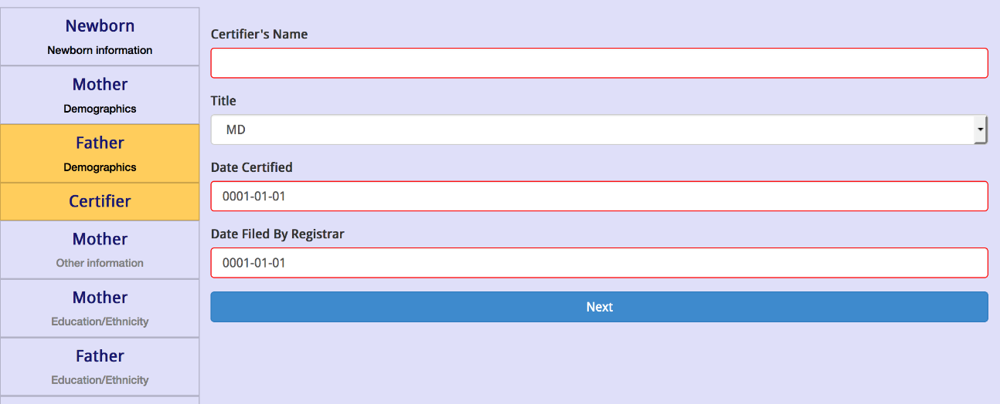 Newborn
Newborn information
Mother
Demographics
Father
Demographics
Certifier
Mother
Other information
Mother
Education/Ethnicity
Father
Education/Ethnicity
Certifier's Name
Title
MD
Date Certified
0001-01-01
Date Filed By Registrar
0001-01-01
Next